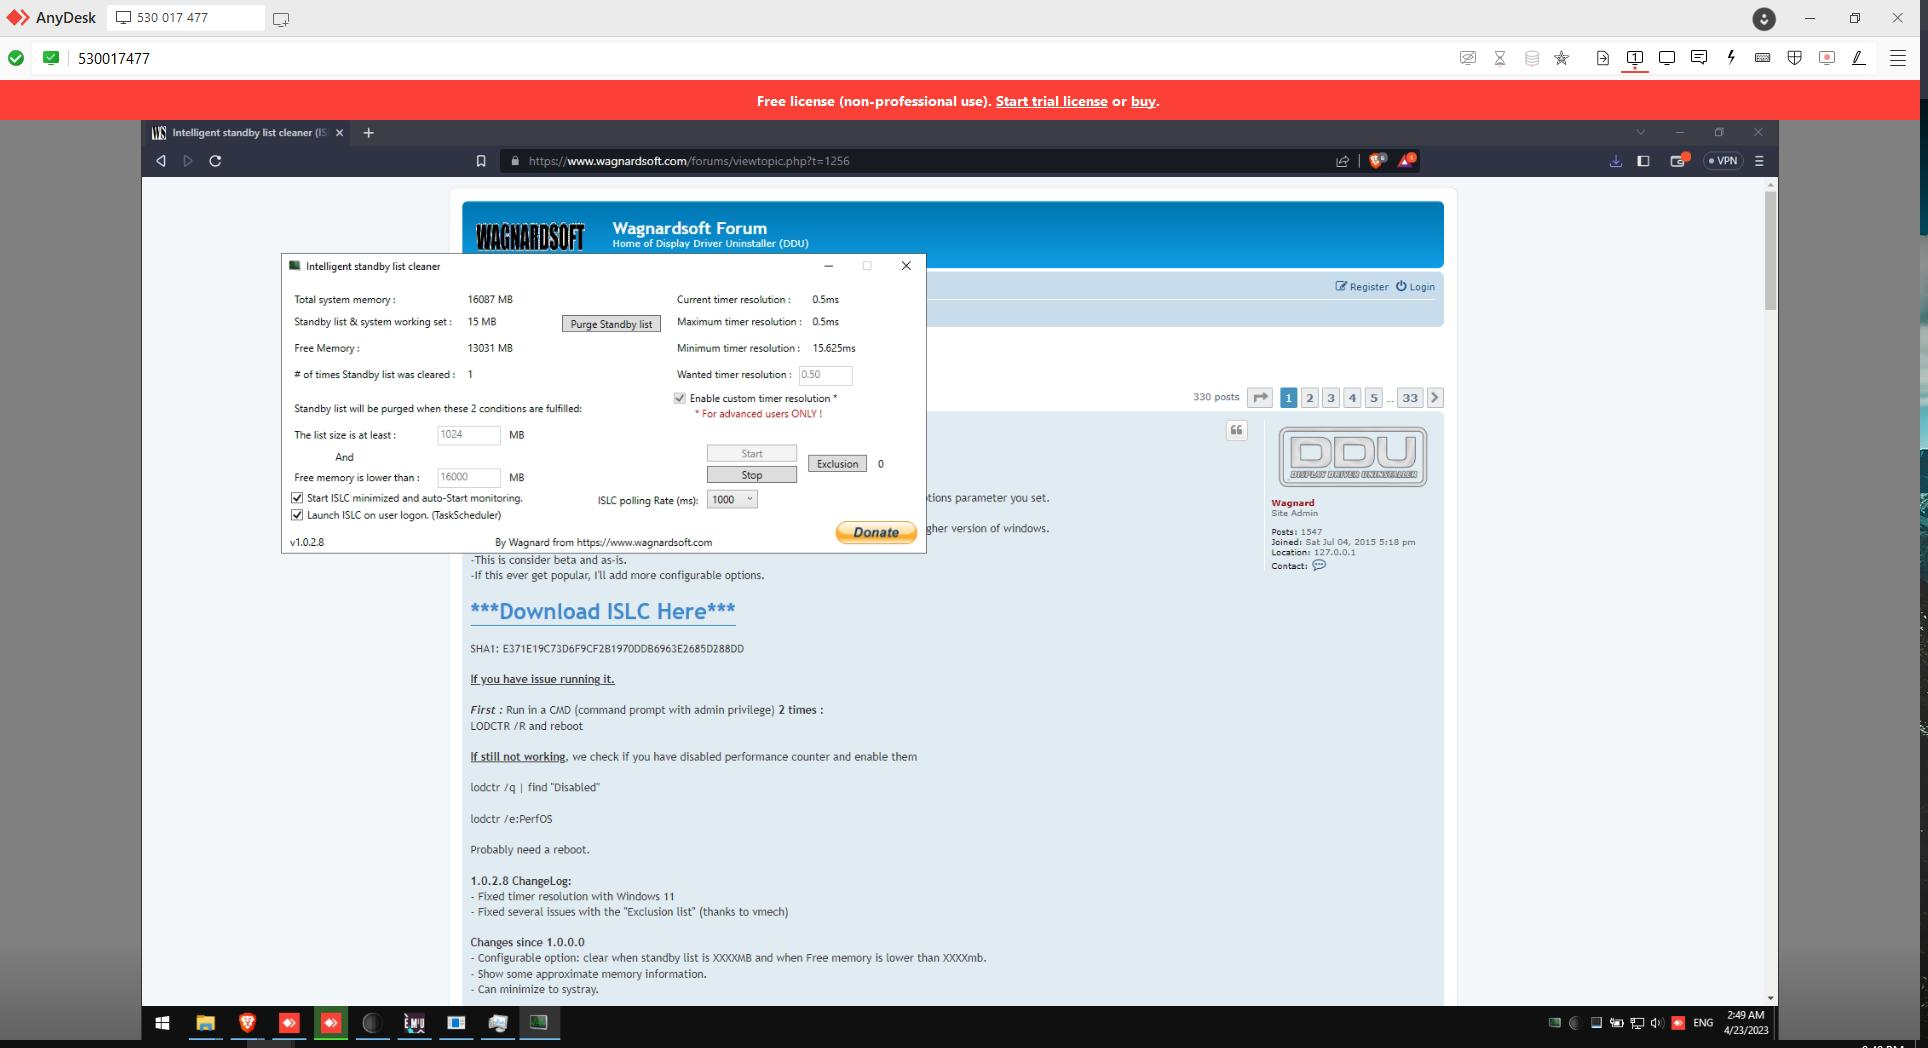 AnyDesk
530 017 477
530017477
Free license (non-professional use). Start trial license or buy.
Intelligent standby list cleaner (IS
https://www.wagnardsoft.com/forums/viewtopic.php?t=1256
VPN
WAGNARDSOFT
Wagnardsoft Forum
Home of Display Driver Uninstaller (DDU)
Register Login
Intelligent standby list cleaner
Total system memory : 16087 MB
Standby list & system working set : 15 MB
Purge Standby list
Free Memory : 13031 MB
# of times Standby list was cleared : 1
Standby list will be purged when these 2 conditions are fulfilled:
The list size is at least : 1024 MB
And
Free memory is lower than : 16000 MB
Start ISLC minimized and auto-Start monitoring.
Launch ISLC on user logon. (TaskScheduler)
v1.0.2.8
By Wagnard from https://www.wagnardsoft.com
Current timer resolution : 0.5ms
Maximum timer resolution : 0.5ms
Minimum timer resolution : 15.625ms
Wanted timer resolution : 0.50
Enable custom timer resolution *
* For advanced users ONLY !
Start
Stop
Exclusion 0
ISLC polling Rate (ms): 1000
Donate
330 posts 1 2 3 4 5 ... 33
DDU
DISPLAY DRIVER UNINSTALLER
Wagnard
Site Admin
Posts: 1547
Joined: Sat Jul 04, 2015 5:18 pm
Location: 127.0.0.1
Contact:
tions parameter you set.
gher version of windows.
-This is consider beta and as-is.
-If this ever get popular, I'll add more configurable options.
***Download ISLC Here***
SHA1: E371E19C73D6F9CF2B1970DDB6963E2685D288DD
If you have issue running it.
First : Run in a CMD (command prompt with admin privilege) 2 times :
LODCTR /R and reboot
If still not working, we check if you have disabled performance counter and enable them
lodctr /q | find "Disabled"
lodctr /e:PerfOS
Probably need a reboot.
1.0.2.8 ChangeLog:
- Fixed timer resolution with Windows 11
- Fixed several issues with the "Exclusion list" (thanks to vmech)
Changes since 1.0.0.0
- Configurable option: clear when standby list is XXXXMB and when Free memory is lower than XXXXmb.
- Show some approximate memory information.
- Can minimize to systray.
ENG
2:49 AM
4/23/2023